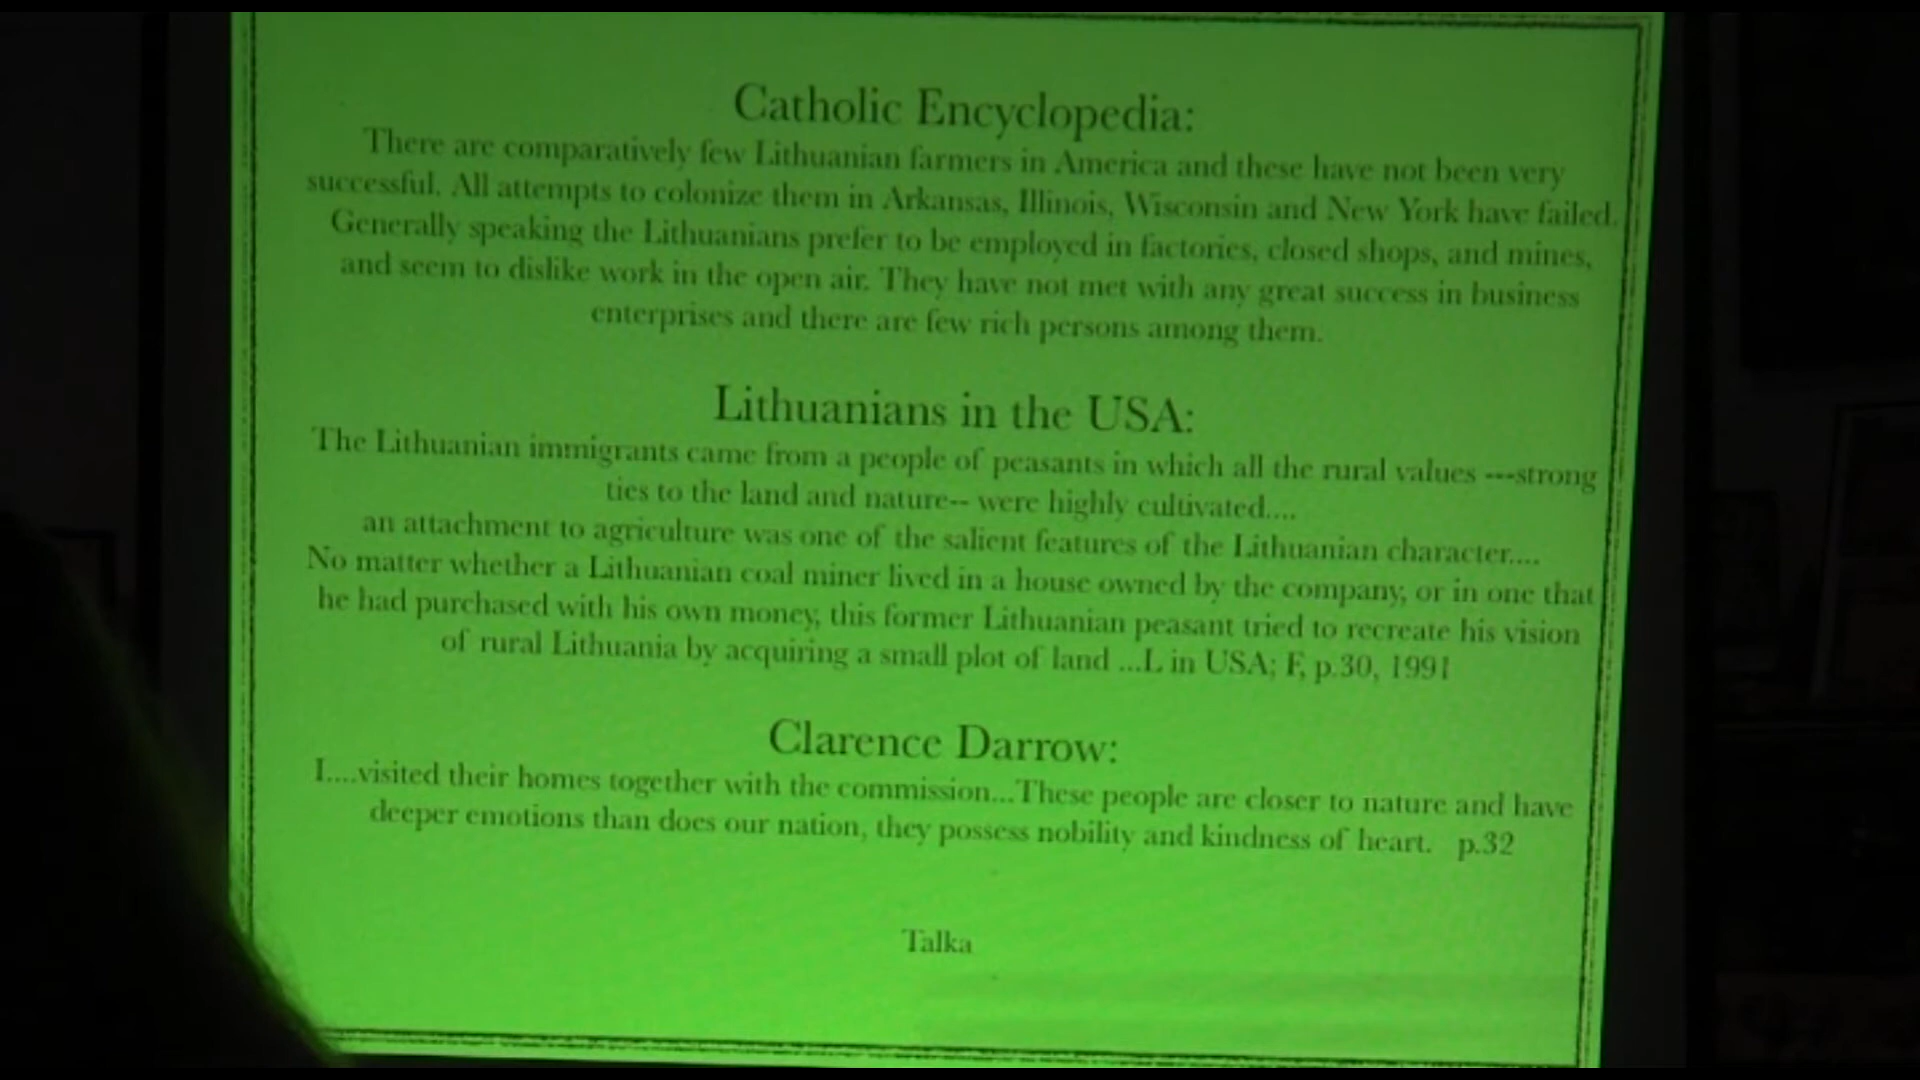 Catholic Encyclopedia:
There are comparatively few Lithuanian farmers in America and these have not been very
successful. All attempts to colonize them in Arkansas, Illinois, Wisconsin and New York have failed.
Generally speaking the Lithuanians prefer to be employed in factories, closed shops, and mines,
and seem to dislike work in the open air. They have not met with any great success in business
enterprises and there are few rich persons among them.
Lithuanians in the USA:
The Lithuanian immigrants came from a people of peasants in which all the rural values ---strong
ties to the land and nature-- were highly cultivated....
an attachment to agriculture was one of the salient features of the Lithuanian character....
No matter whether a Lithuanian coal miner lived in a house owned by the company, or in one that
he had purchased with his own money, this former Lithuanian peasant tried to recreate his vision
of rural Lithuania by acquiring a small plot of land ...L in USA; F, p.30, 1991
Clarence Darrow:
I....visited their homes together with the commission...These people are closer to nature and have
deeper emotions than does our nation, they possess nobility and kindness of heart. p.32
Talka